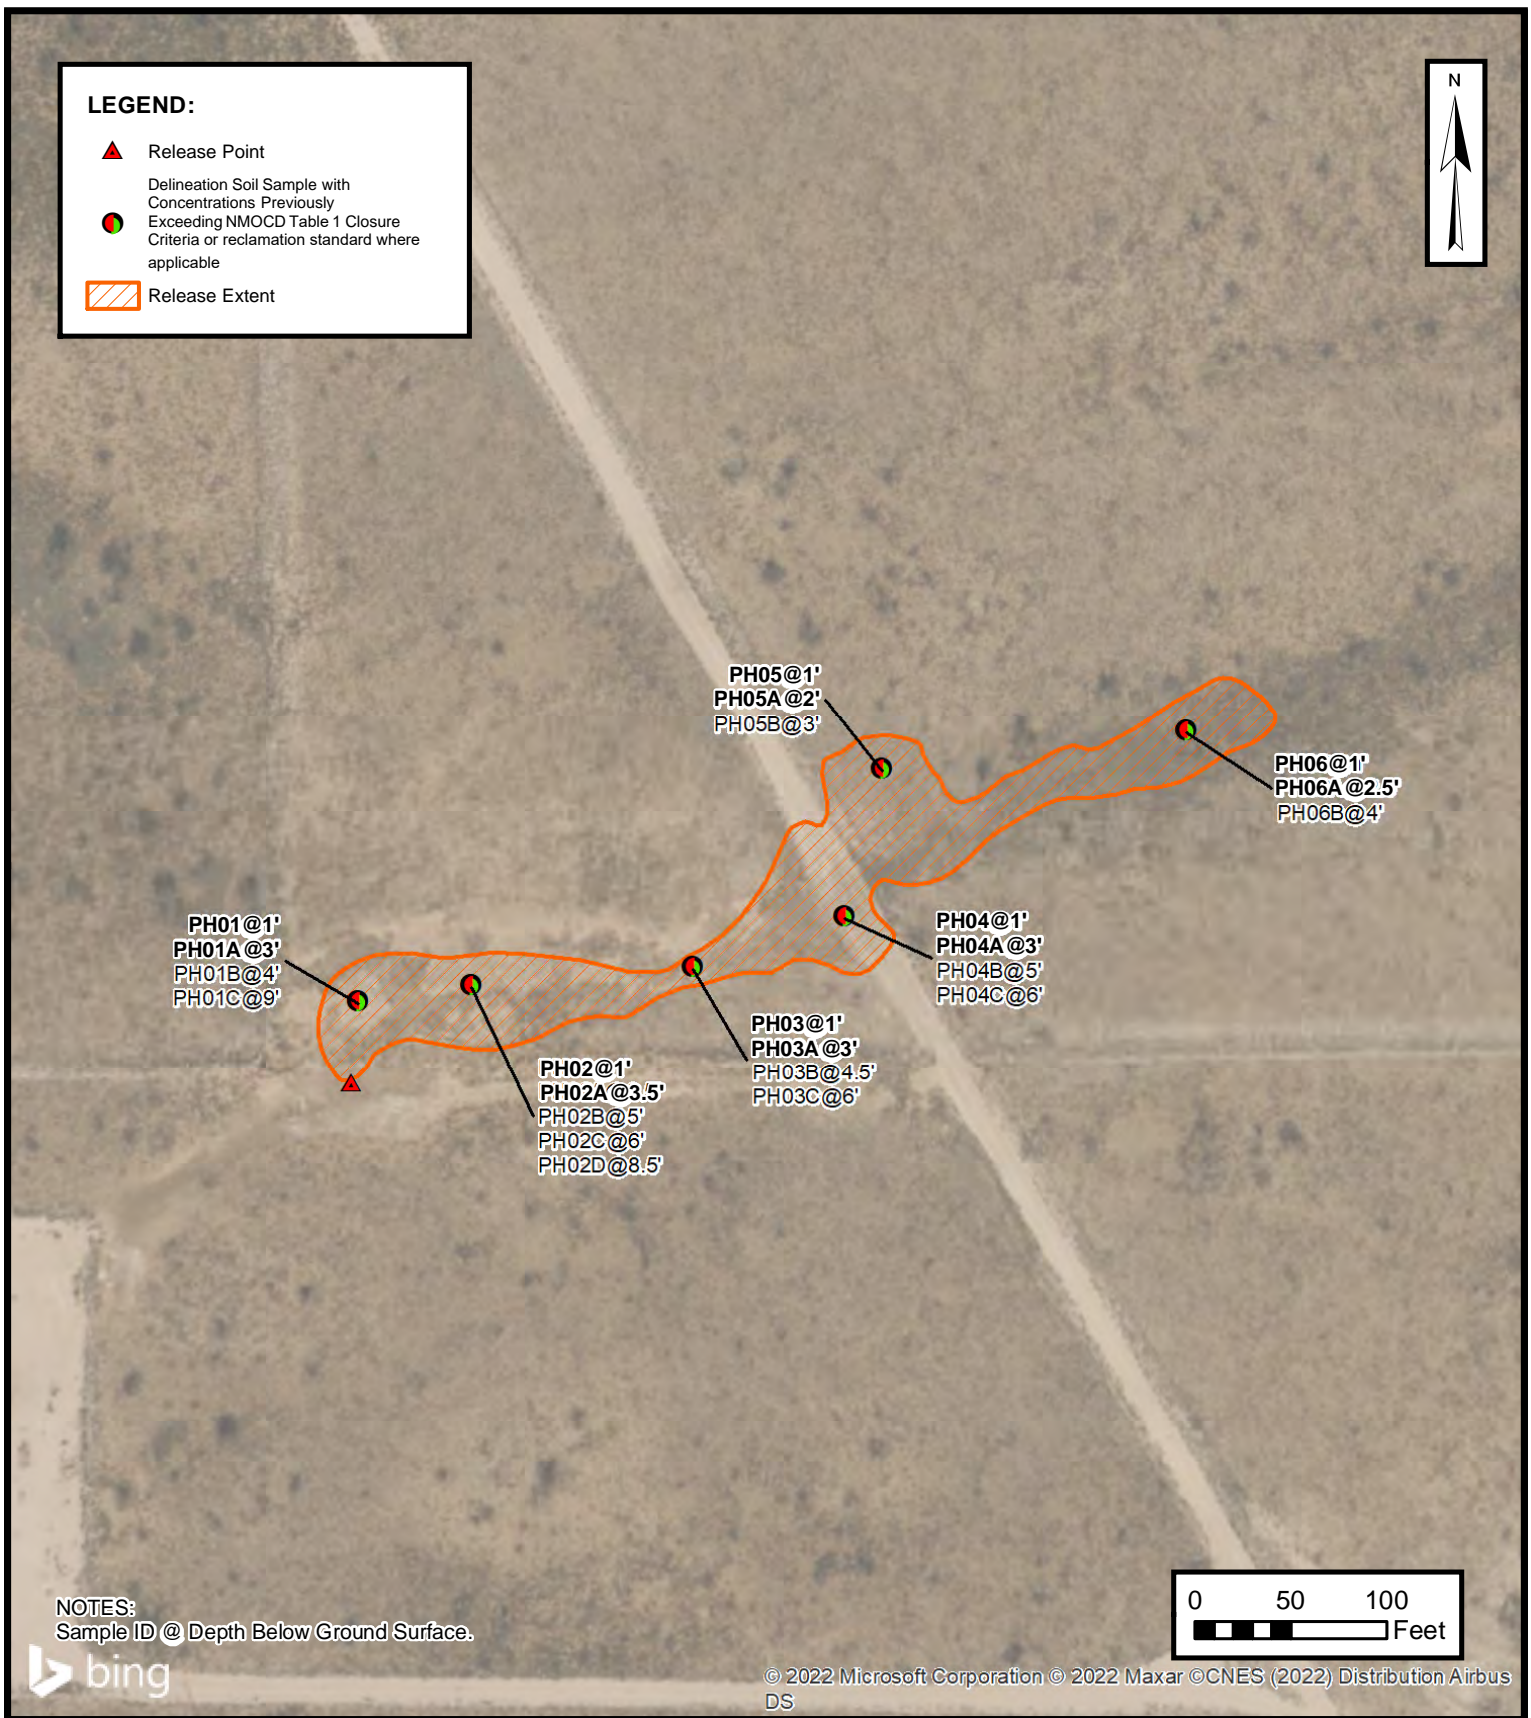 LEGEND:
Release Point
Delineation Soil Sample with
Concentrations Previously
Exceeding NMOCD Table 1 Closure
Criteria or reclamation standard where
applicable
Release Extent
N
PH05@1'
PH05A@2'
PH05B@3'
PH06@1'
PH06A@2.5'
PH06B@4'
PH01@1'
PH01A@3'
PH01B@4'
PH01C@9'
PH04@1'
PH04A@3'
PH04B@5'
PH04C@6'
PH03@1'
PH03A@3'
PH03B@4.5'
PH03C@6'
PH02@1'
PH02A@3.5'
PH02B@5'
PH02C@6'
PH02D@8.5'
NOTES:
Sample ID @ Depth Below Ground Surface.
0 50 100
Feet
bing
© 2022 Microsoft Corporation © 2022 Maxar ©CNES (2022) Distribution Airbus
DS